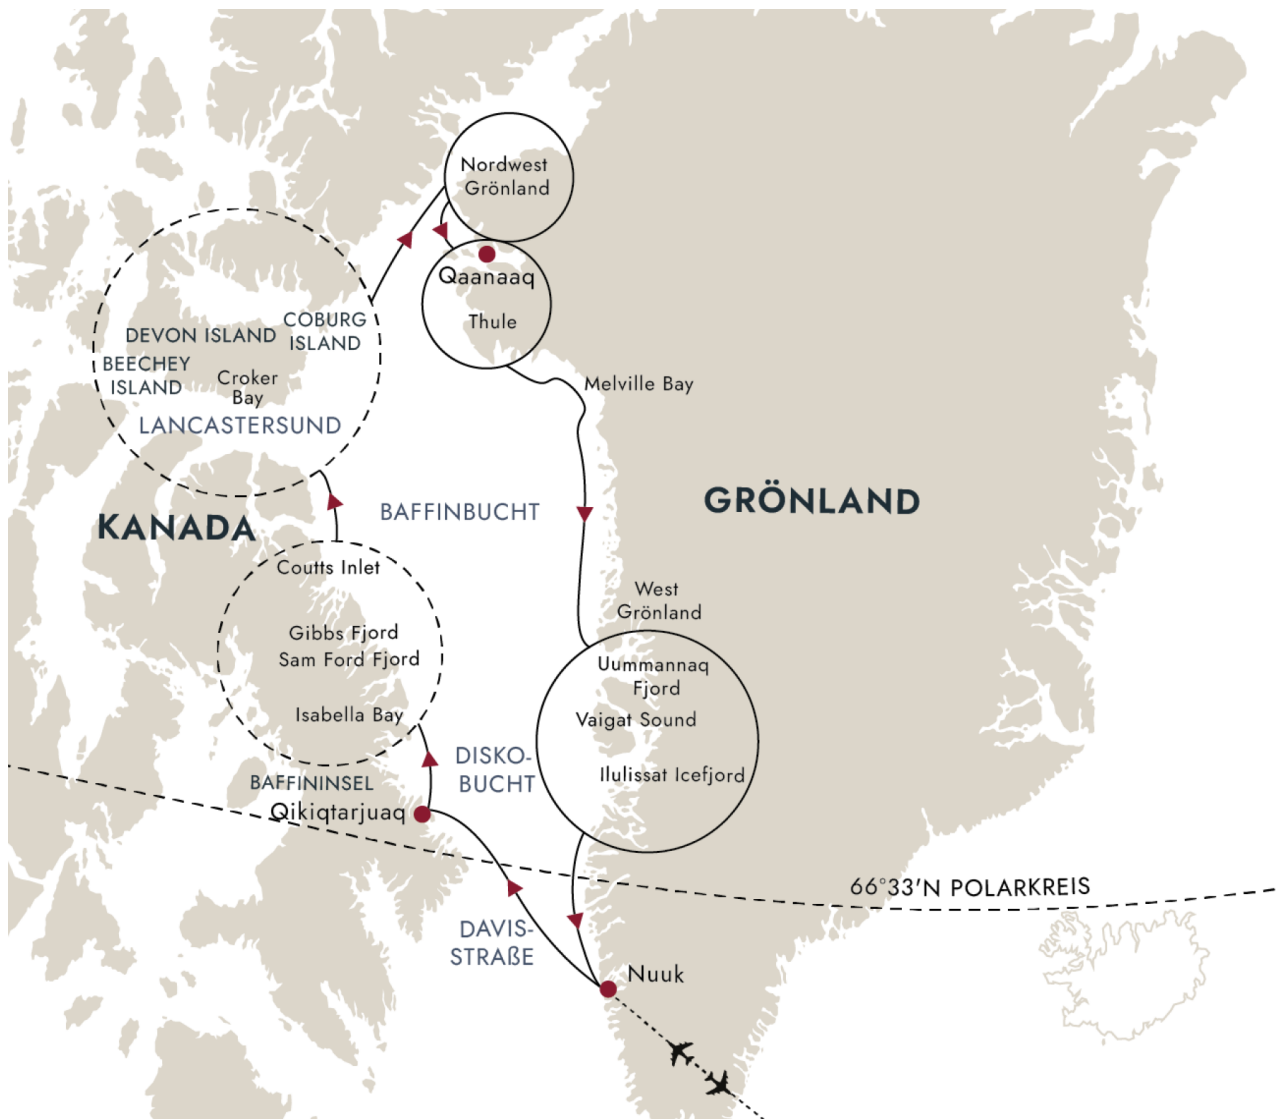 Nordwest
Grönland
Qaanaaq
Thule
COBURG
ISLAND
DEVON ISLAND
BEECHEY
ISLAND
Croker
Bay
LANCASTERSUND
Melville Bay
KANADA
BAFFINBUCHT
GRÖNLAND
Coutts Inlet
Gibbs Fjord
Sam Ford Fjord
Isabella Bay
West
Grönland
Uummannaq
Fjord
Vaigat Sound
Ilulissat Icefjord
DISKO-
BUCHT
BAFFININSEL
Qikiqtarjuaq
66°33'N POLARKREIS
DAVIS-
STRAßE
Nuuk